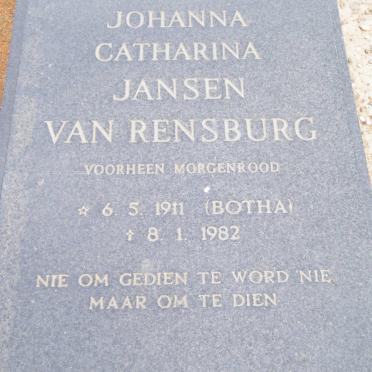 JOHANNA
CATHARINA
JANSEN
VAN RENSBURG
VOORHEEN MORGENROOD
☆ 6. 5. 1911 (BOTHA)
✝ 8. 1. 1982
NIE OM GEDIEN TE WORD NIE,
MAAR OM TE DIEN